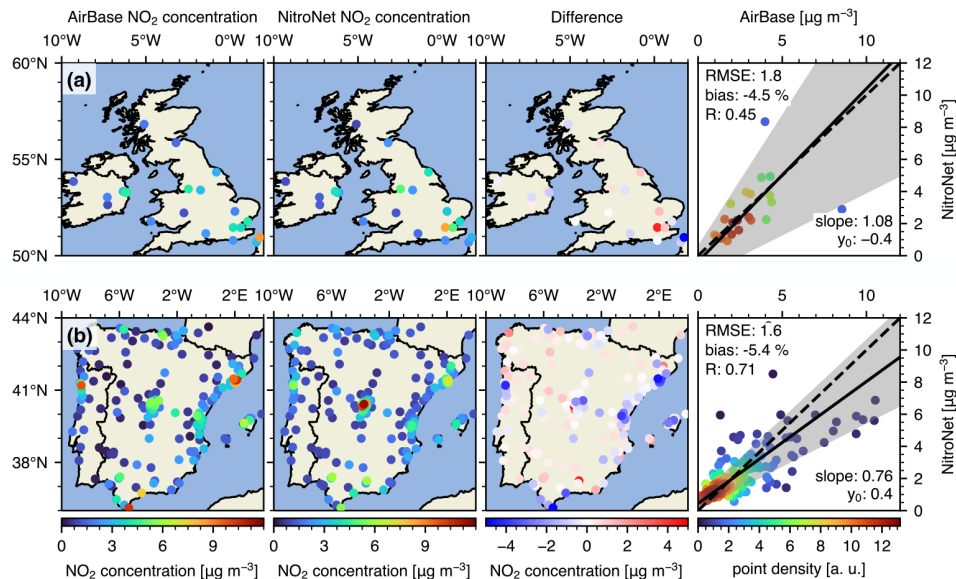 AirBase NO₂ concentration NitroNet NO₂ concentration Difference AirBase [µg m⁻³]
10°W 5°W 0°W 10°W 5°W 0°W 10°W 5°W 0°W 0 5 10
60°N (a) RMSE: 1.8 12
bias: -4.5 % 10
R: 0.45 8
55°N 6
4
slope: 1.08 2
50°N y₀: −0.4 0
NitroNet [µg m⁻³]
10°W 6°W 2°E 10°W 6°W 2°E 10°W 6°W 2°E 0 5 10
44°N (b) RMSE: 1.6 12
bias: -5.4 % 10
R: 0.71 8
41°N 6
4
38°N slope: 0.76 2
y₀: 0.4 0
NitroNet [µg m⁻³]
0 3 6 9 0 3 6 9 −4 −2 0 2 4 0 2 4 6 8 10 12
NO₂ concentration [µg m⁻³] NO₂ concentration [µg m⁻³] NO₂ concentration [µg m⁻³] point density [a. u.]